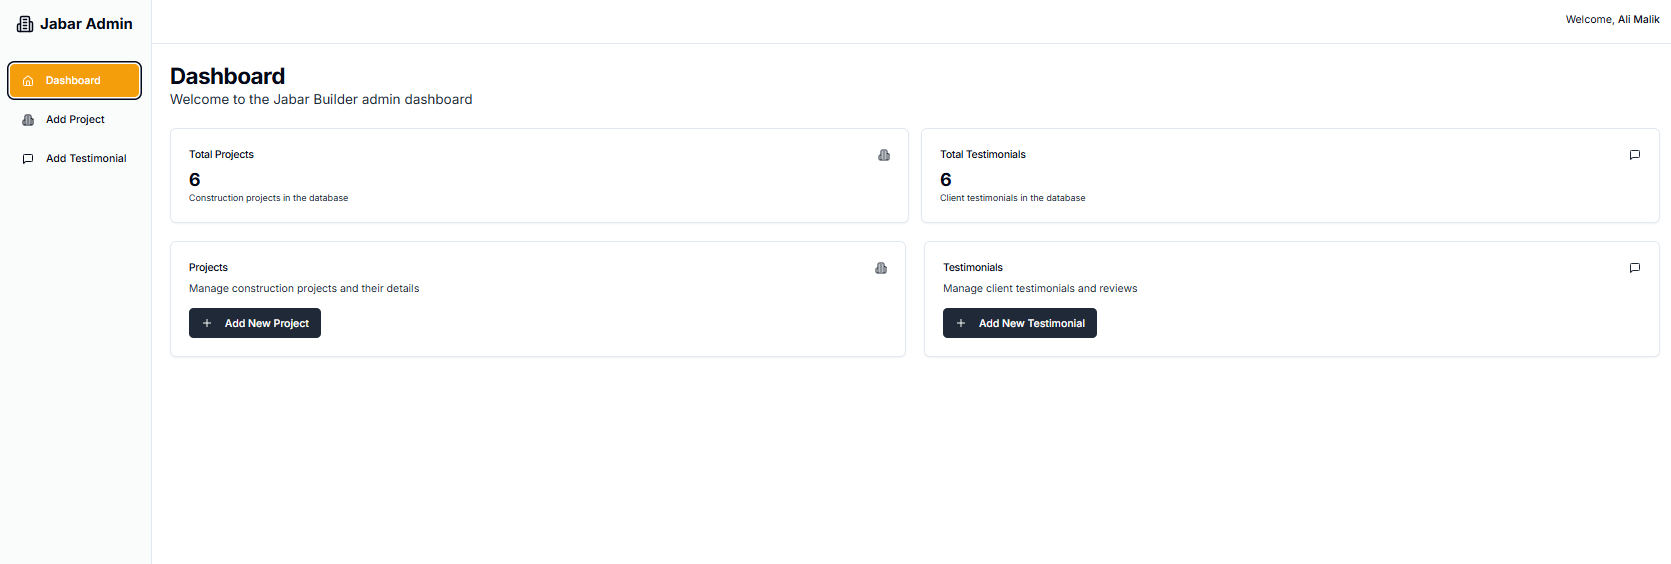 Jabar Admin
Welcome, Ali Malik
Dashboard
Add Project
Add Testimonial
Dashboard
Welcome to the Jabar Builder admin dashboard
Total Projects
6
Construction projects in the database
Total Testimonials
6
Client testimonials in the database
Projects
Manage construction projects and their details
+ Add New Project
Testimonials
Manage client testimonials and reviews
+ Add New Testimonial